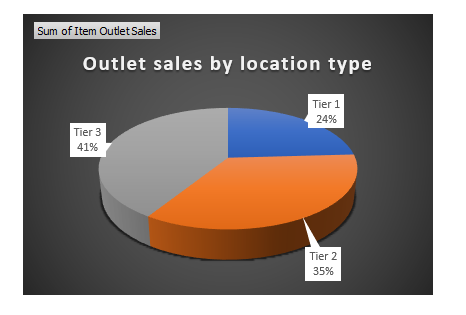 Sum of Item Outlet Sales
Outlet sales by location type
Tier 1
24%
Tier 3
41%
Tier 2
35%